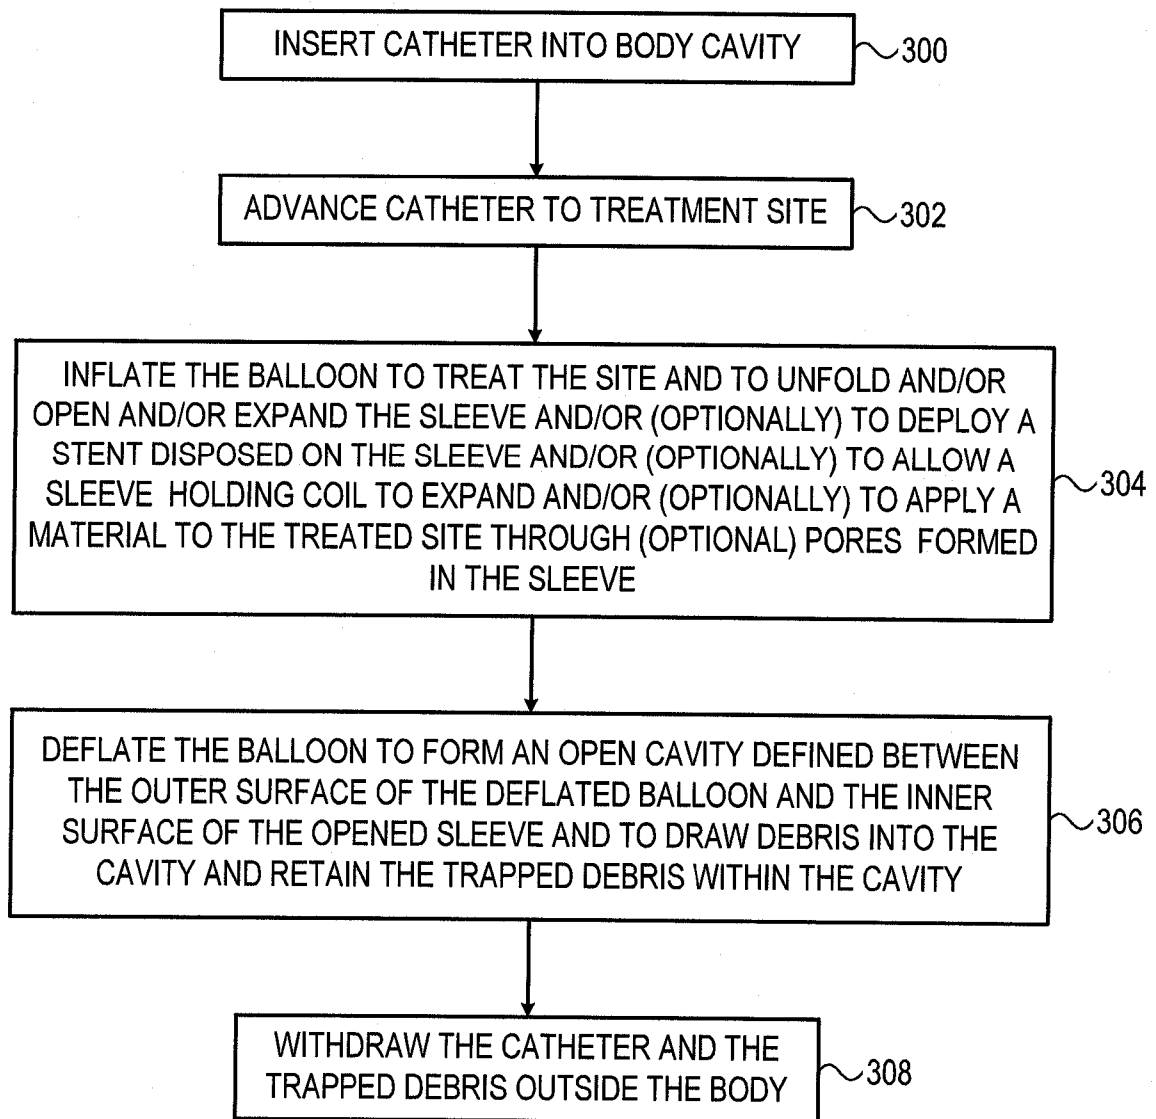 INSERT CATHETER INTO BODY CAVITY
300
ADVANCE CATHETER TO TREATMENT SITE
302
INFLATE THE BALLOON TO TREAT THE SITE AND TO UNFOLD AND/OR
OPEN AND/OR EXPAND THE SLEEVE AND/OR (OPTIONALLY) TO DEPLOY A
STENT DISPOSED ON THE SLEEVE AND/OR (OPTIONALLY) TO ALLOW A
SLEEVE HOLDING COIL TO EXPAND AND/OR (OPTIONALLY) TO APPLY A
MATERIAL TO THE TREATED SITE THROUGH (OPTIONAL) PORES FORMED
IN THE SLEEVE
304
DEFLATE THE BALLOON TO FORM AN OPEN CAVITY DEFINED BETWEEN
THE OUTER SURFACE OF THE DEFLATED BALLOON AND THE INNER
SURFACE OF THE OPENED SLEEVE AND TO DRAW DEBRIS INTO THE
CAVITY AND RETAIN THE TRAPPED DEBRIS WITHIN THE CAVITY
306
WITHDRAW THE CATHETER AND THE
TRAPPED DEBRIS OUTSIDE THE BODY
308